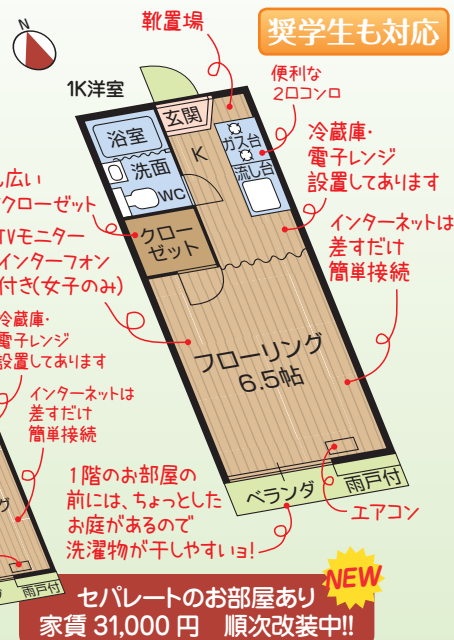 N
靴置場
奨学生も対応
1K洋室
便利な
2口コンロ
玄関
浴室
洗面
WC
K
ガス台
流し台
冷蔵庫・
電子レンジ
設置してあります
広い
クローゼット
クロー
ゼット
TVモニター
インターフォン
付き(女子のみ)
インターネットは
差すだけ
簡単接続
冷蔵庫・
電子レンジ
設置してあります
フローリング
6.5帖
インターネットは
差すだけ
簡単接続
1階のお部屋の
前には、ちょっとした
お庭があるので
洗濯物が干しやすいョ!
ベランダ
雨戸付
エアコン
グ
雨戸付
セパレートのお部屋あり
NEW
家賃 31,000 円 順次改装中!!